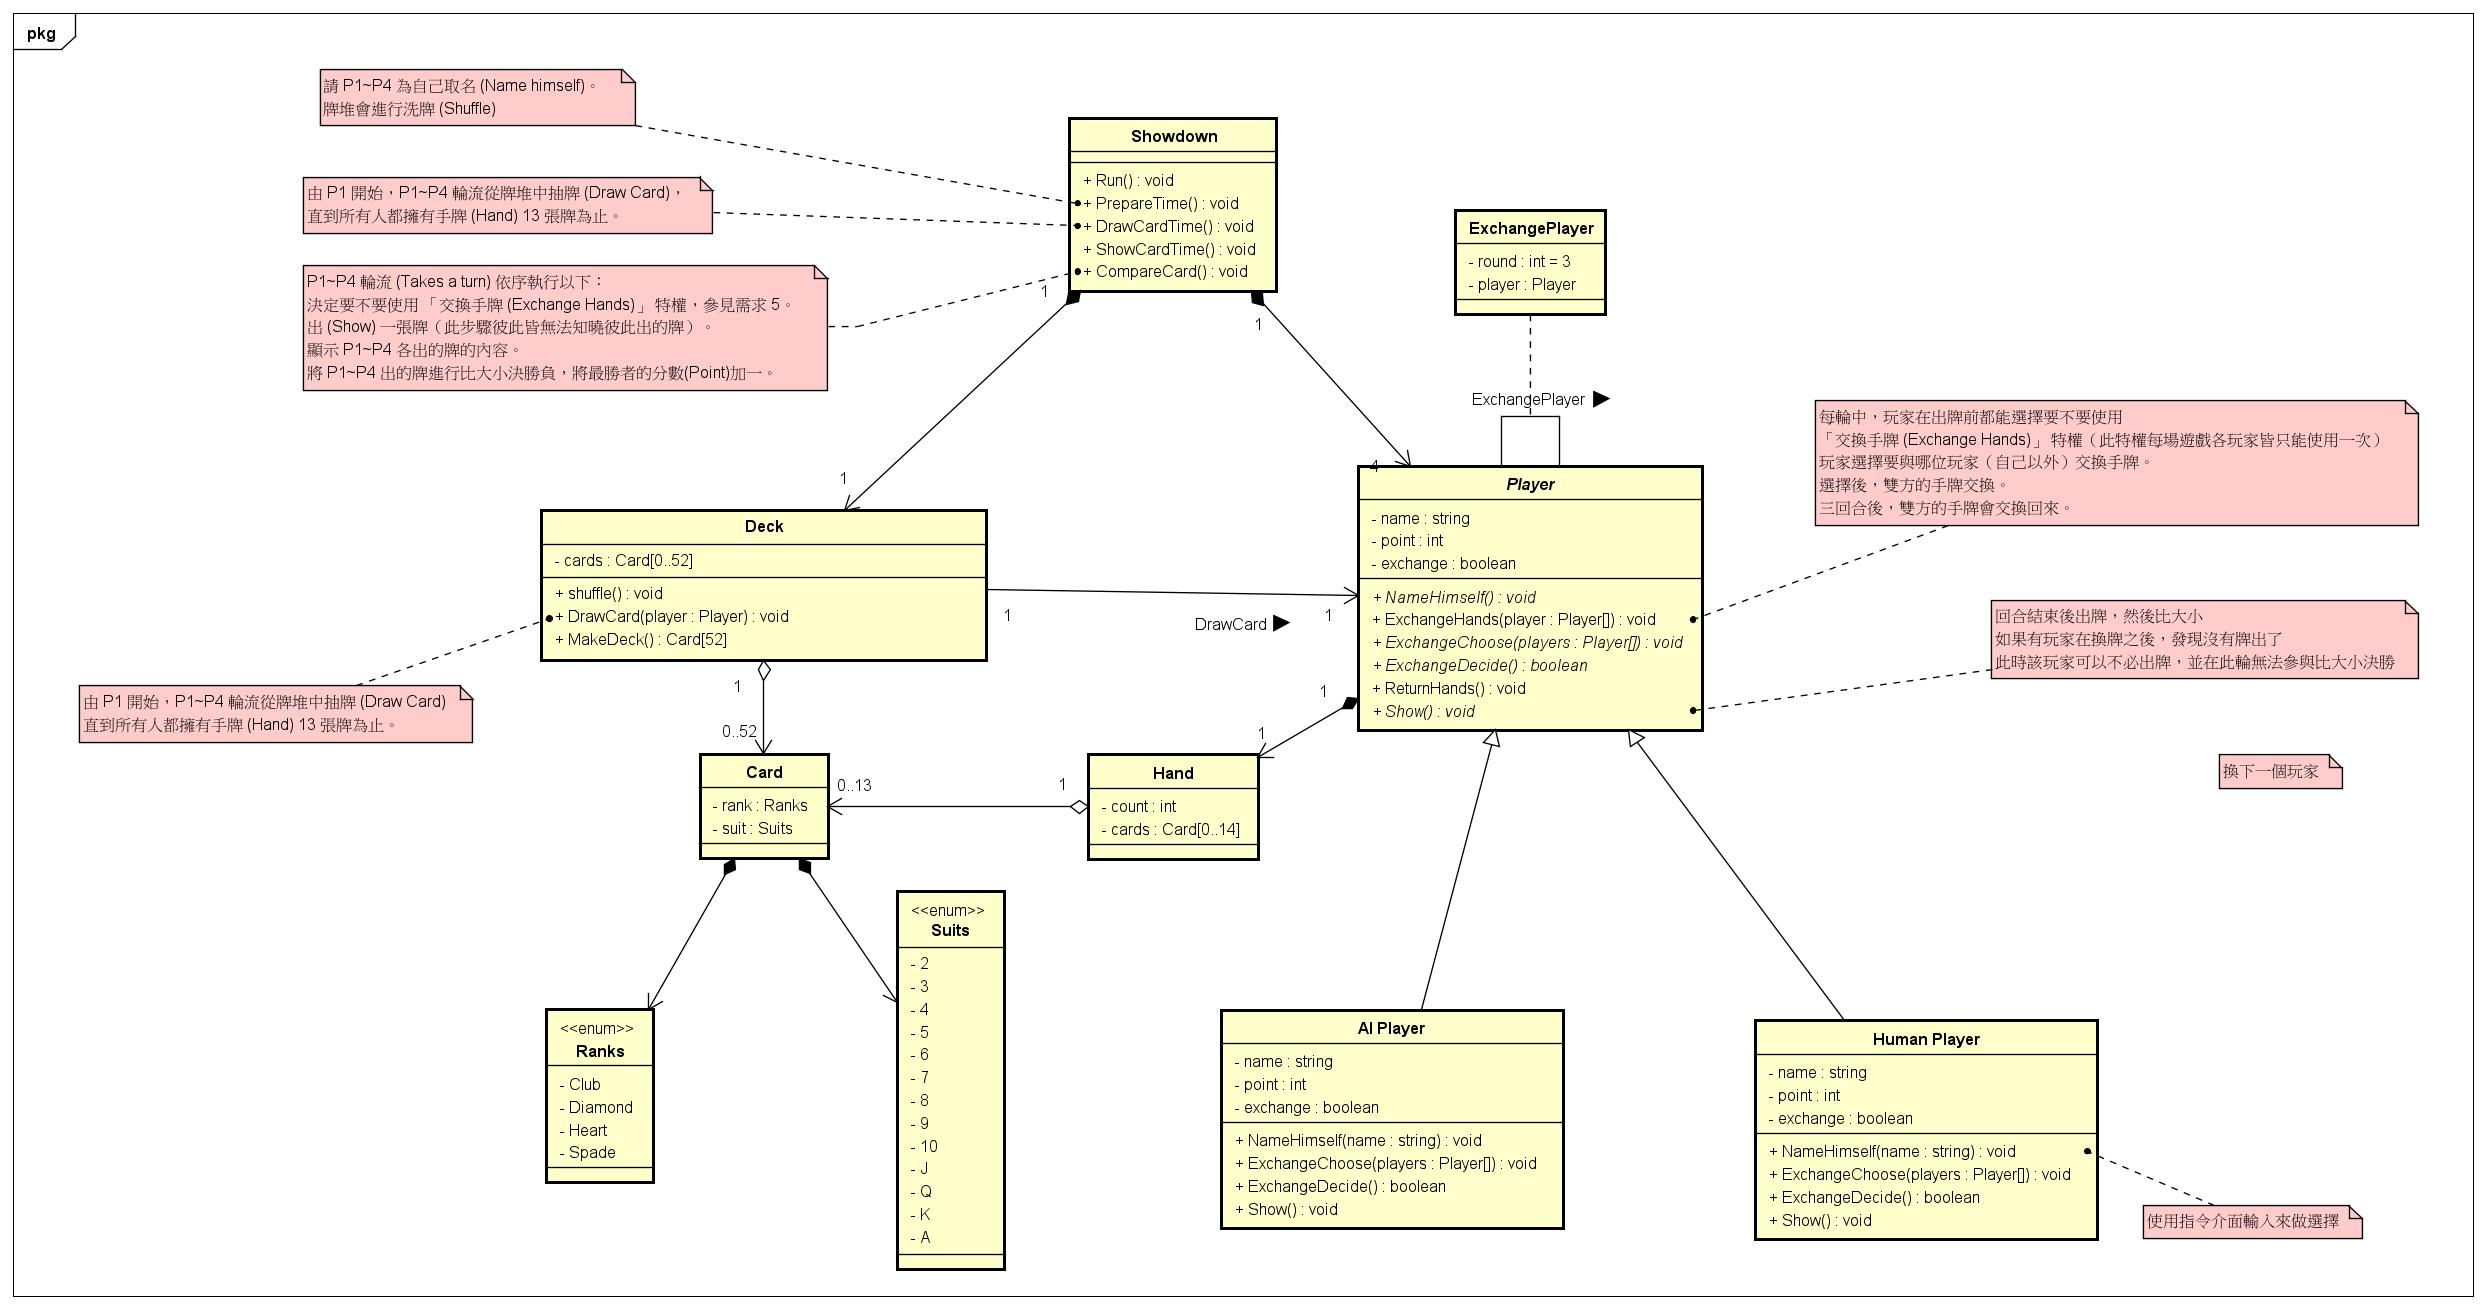 pkg
請 P1~P4 為自己取名 (Name himself)。
牌堆會進行洗牌 (Shuffle)
由 P1 開始，P1~P4 輪流從牌堆中抽牌 (Draw Card)，
直到所有人都擁有手牌 (Hand) 13 張牌為止。
P1~P4 輪流 (Takes a turn) 依序執行以下：
決定要不要使用 「交換手牌 (Exchange Hands)」 特權，參見需求 5。
出 (Show) 一張牌（此步驟彼此皆無法知曉彼此出的牌）。
顯示 P1~P4 各出的牌的內容。
將 P1~P4 出的牌進行比大小決勝負，將最勝者的分數(Point)加一。
Showdown
+ Run() : void
+ PrepareTime() : void
+ DrawCardTime() : void
+ ShowCardTime() : void
+ CompareCard() : void
1
1
1
4
ExchangePlayer
- round : int = 3
- player : Player
ExchangePlayer
每輪中，玩家在出牌前都能選擇要不要使用
「交換手牌 (Exchange Hands)」 特權（此特權每場遊戲各玩家皆只能使用一次）
玩家選擇要與哪位玩家（自己以外）交換手牌。
選擇後，雙方的手牌交換。
三回合後，雙方的手牌會交換回來。
Deck
- cards : Card[0..52]
+ shuffle() : void
+ DrawCard(player : Player) : void
+ MakeDeck() : Card[52]
1
DrawCard
1
Player
- name : string
- point : int
- exchange : boolean
+ NameHimself() : void
+ ExchangeHands(player : Player[]) : void
+ ExchangeChoose(players : Player[]) : void
+ ExchangeDecide() : boolean
+ ReturnHands() : void
+ Show() : void
回合結束後出牌，然後比大小
如果有玩家在換牌之後，發現沒有牌出了
此時該玩家可以不必出牌，並在此輪無法參與比大小決勝
由 P1 開始，P1~P4 輪流從牌堆中抽牌 (Draw Card)
直到所有人都擁有手牌 (Hand) 13 張牌為止。
1
0..52
1
1
Card
- rank : Ranks
- suit : Suits
0..13
1
Hand
- count : int
- cards : Card[0..14]
換下一個玩家
<<enum>>
Suits
- 2
- 3
- 4
- 5
- 6
- 7
- 8
- 9
- 10
- J
- Q
- K
- A
<<enum>>
Ranks
- Club
- Diamond
- Heart
- Spade
AI Player
- name : string
- point : int
- exchange : boolean
+ NameHimself(name : string) : void
+ ExchangeChoose(players : Player[]) : void
+ ExchangeDecide() : boolean
+ Show() : void
Human Player
- name : string
- point : int
- exchange : boolean
+ NameHimself(name : string) : void
+ ExchangeChoose(players : Player[]) : void
+ ExchangeDecide() : boolean
+ Show() : void
使用指令介面輸入來做選擇